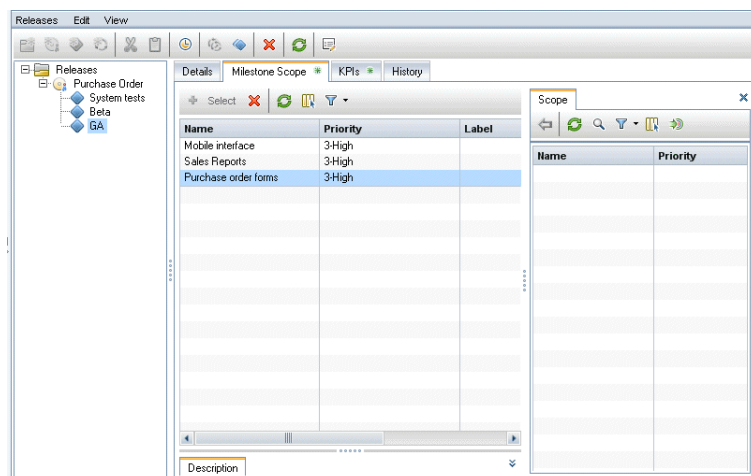 Releases Edit View
Releases
Purchase Order
System tests
Beta
GA
Details Milestone Scope * KPIs * History
Select
Name Priority Label
Mobile interface 3-High
Sales Reports 3-High
Purchase order forms 3-High
Description
Scope
Name Priority